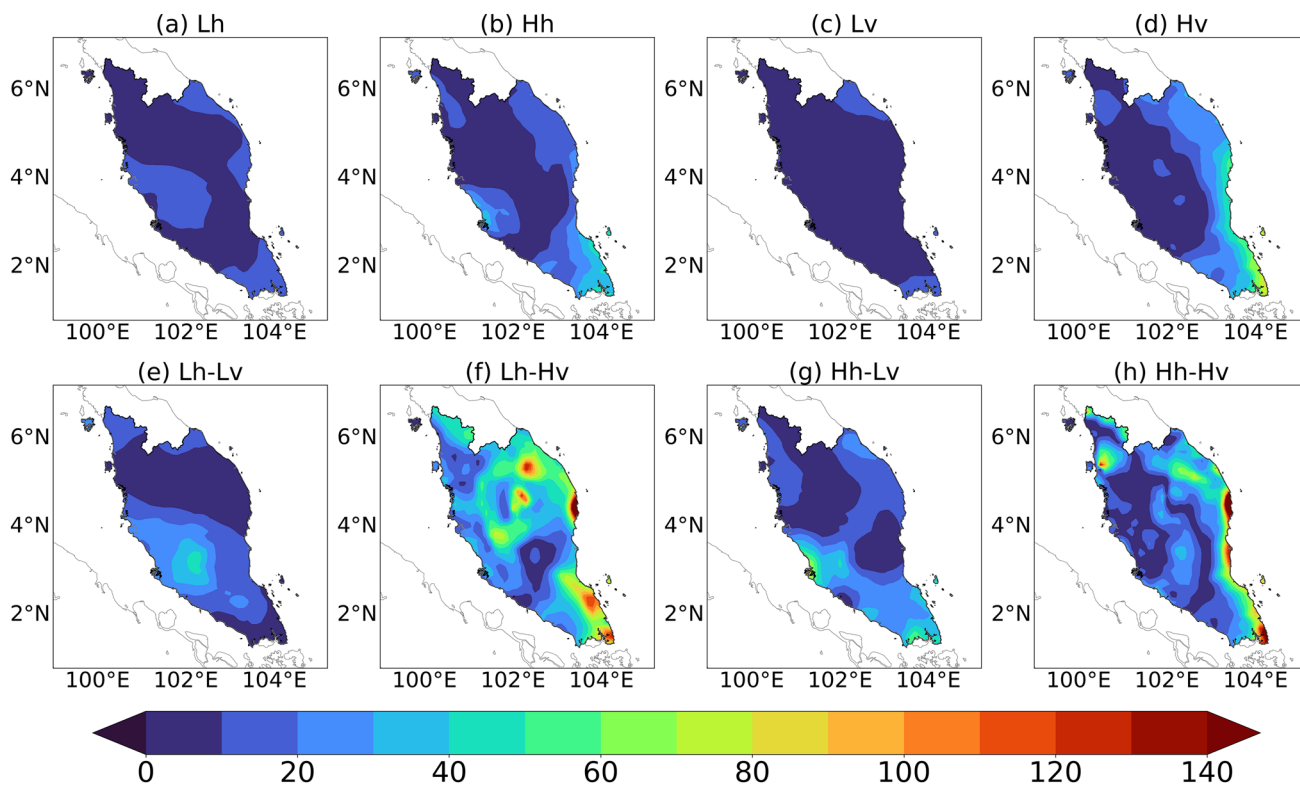 (a) Lh (b) Hh (c) Lv (d) Hv
6°N 6°N 6°N 6°N
4°N 4°N 4°N 4°N
2°N 2°N 2°N 2°N
100°E 102°E 104°E 100°E 102°E 104°E 100°E 102°E 104°E 100°E 102°E 104°E
(e) Lh-Lv (f) Lh-Hv (g) Hh-Lv (h) Hh-Hv
6°N 6°N 6°N 6°N
4°N 4°N 4°N 4°N
2°N 2°N 2°N 2°N
100°E 102°E 104°E 100°E 102°E 104°E 100°E 102°E 104°E 100°E 102°E 104°E
0 20 40 60 80 100 120 140